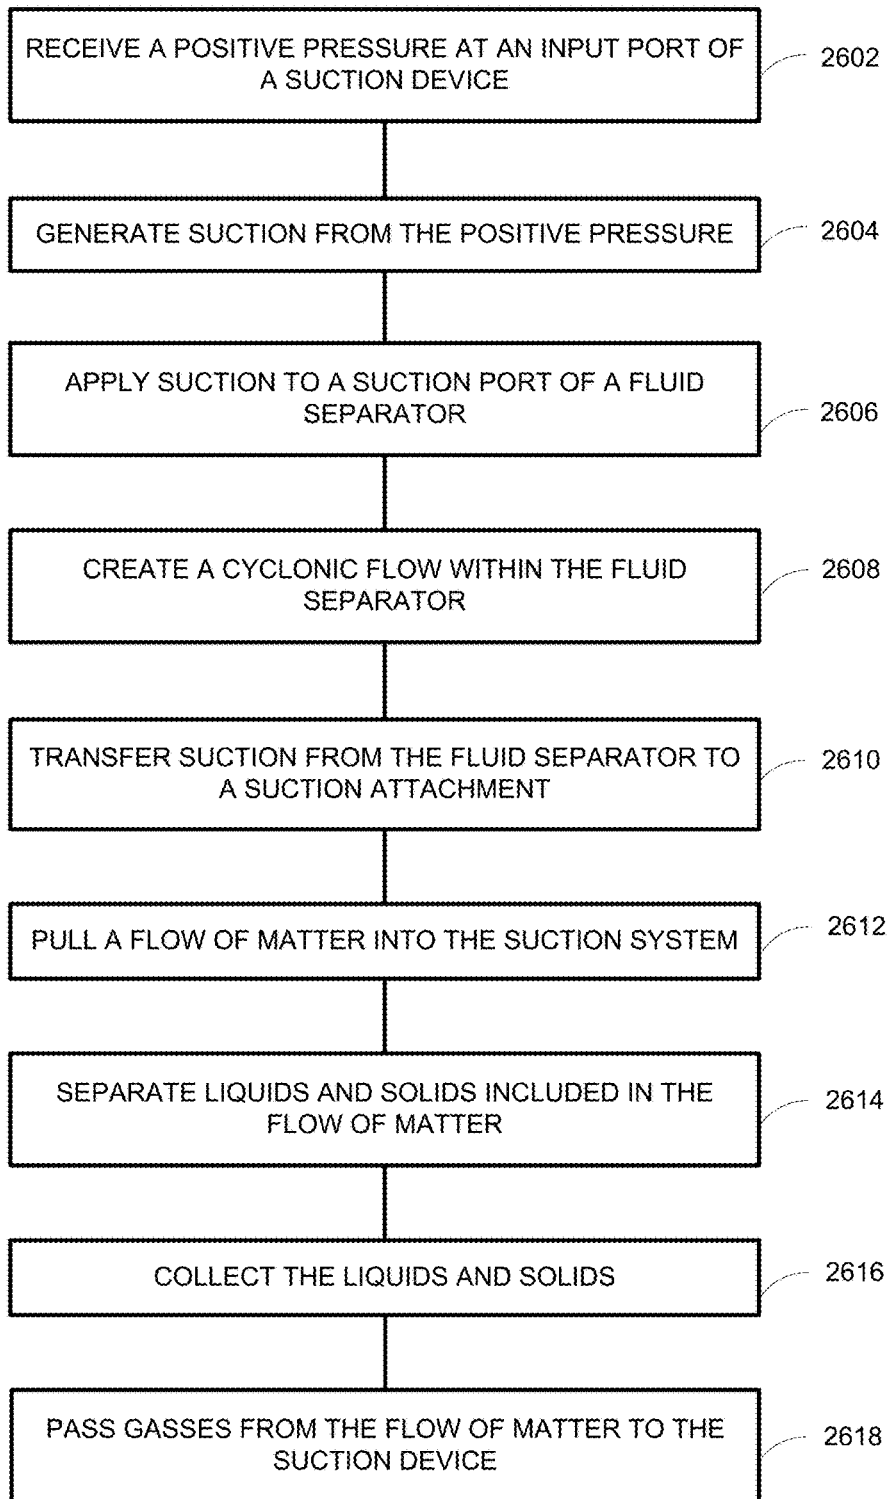 RECEIVE A POSITIVE PRESSURE AT AN INPUT PORT OF
A SUCTION DEVICE
2602
GENERATE SUCTION FROM THE POSITIVE PRESSURE
2604
APPLY SUCTION TO A SUCTION PORT OF A FLUID
SEPARATOR
2606
CREATE A CYCLONIC FLOW WITHIN THE FLUID
SEPARATOR
2608
TRANSFER SUCTION FROM THE FLUID SEPARATOR TO
A SUCTION ATTACHMENT
2610
PULL A FLOW OF MATTER INTO THE SUCTION SYSTEM
2612
SEPARATE LIQUIDS AND SOLIDS INCLUDED IN THE
FLOW OF MATTER
2614
COLLECT THE LIQUIDS AND SOLIDS
2616
PASS GASSES FROM THE FLOW OF MATTER TO THE
SUCTION DEVICE
2618